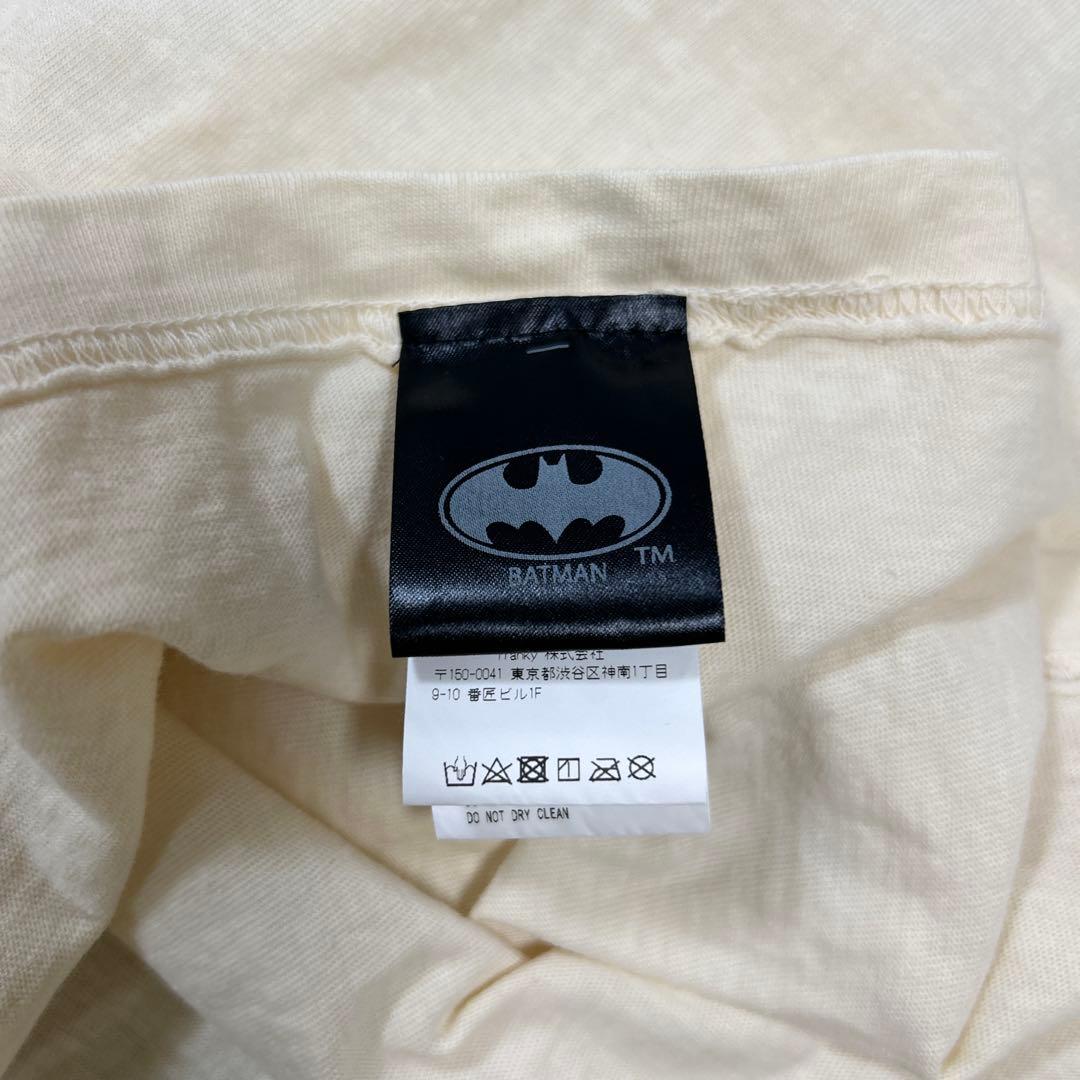 BATMAN TM
franky 株式会社
〒150-0041 東京都渋谷区神南1丁目
9-10 番匠ビル1F
DO NOT DRY CLEAN